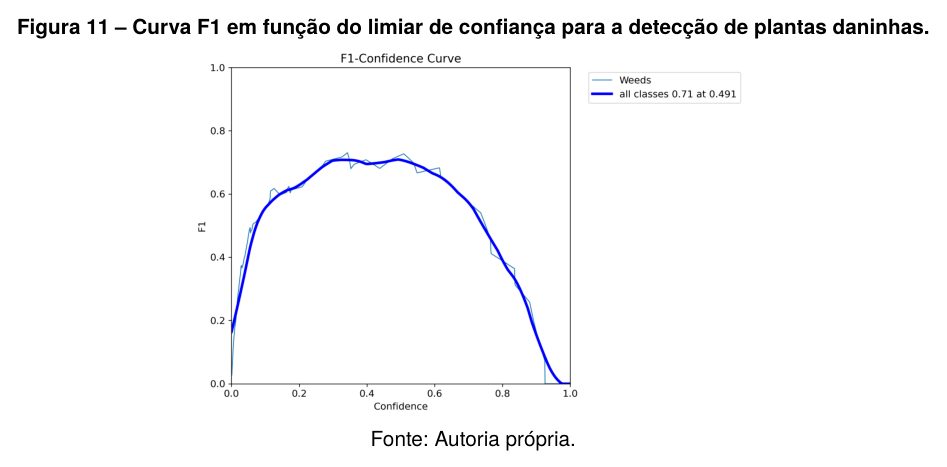 Figura 11 – Curva F1 em função do limiar de confiança para a detecção de plantas daninhas.
F1-Confidence Curve
Weeds
all classes 0.71 at 0.491
1.0
0.8
0.6
0.4
0.2
0.0
F1
0.0 0.2 0.4 0.6 0.8 1.0
Confidence
Fonte: Autoria própria.